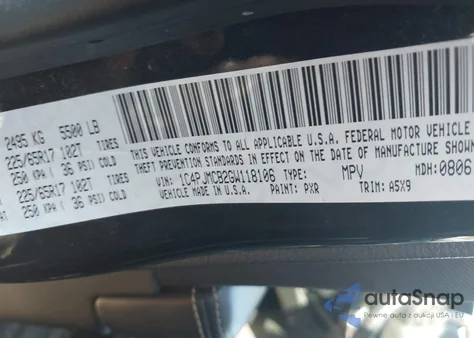 2495 KG 5500 LB
225/65R17 102T TIRES
250 KPA ( 36 PSI) COLD
225/65R17 102T TIRES
250 KPA ( 36 PSI) COLD
THIS VEHICLE CONFORMS TO ALL APPLICABLE U.S.A. FEDERAL MOTOR VEHICLE
THEFT PREVENTION STANDARDS IN EFFECT ON THE DATE OF
VIN: 1C4PJMCB2GW118106 TYPE: MPV MDH: 0806
VEHICLE MADE IN U.S.A. PAINT: PXR TRIM: A5X9
autoSnap
Pewne auta z aukcji USA i EU